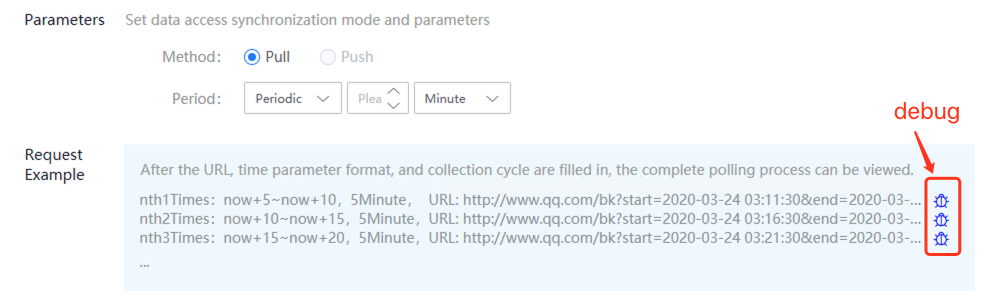 Parameters Set data access synchronization mode and parameters
Method: Pull Push
Period: Periodic Plea Minute
debug
Request Example
After the URL, time parameter format, and collection cycle are filled in, the complete polling process can be viewed.
nth1Times: now+5~now+10, 5Minute, URL: http://www.qq.com/bk?start=2020-03-24 03:11:30&end=2020-03-...
nth2Times: now+10~now+15, 5Minute, URL: http://www.qq.com/bk?start=2020-03-24 03:16:30&end=2020-03-...
nth3Times: now+15~now+20, 5Minute, URL: http://www.qq.com/bk?start=2020-03-24 03:21:30&end=2020-03-...
...